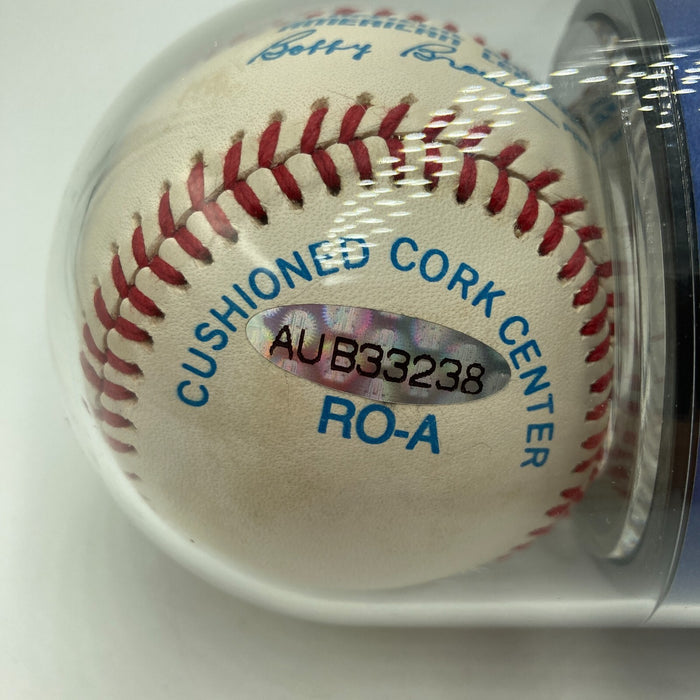 AMERICAN
Bobby Brown
CUSHIONED CORK CENTER
AUB33238
RO-A